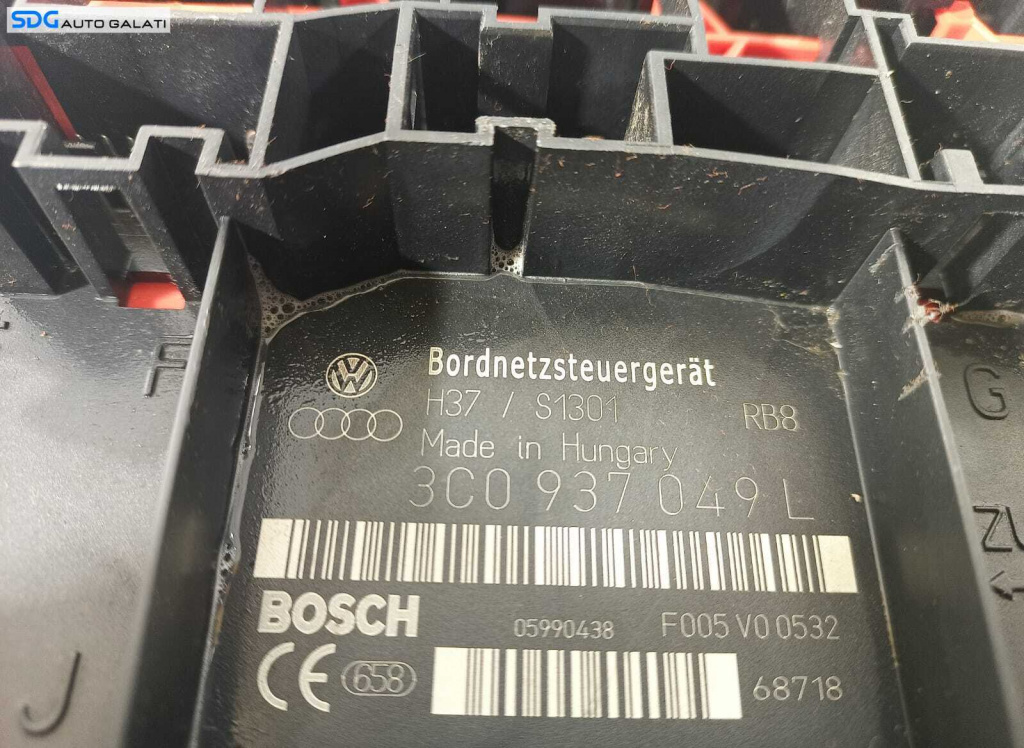 SDG AUTO GALATI
Bordnetzsteuergerät
H37 / S1301
RB8
Made in Hungary
3C0 937 049 L
BOSCH
05990438
F005 V0 0532
CE
658
68718
G
J